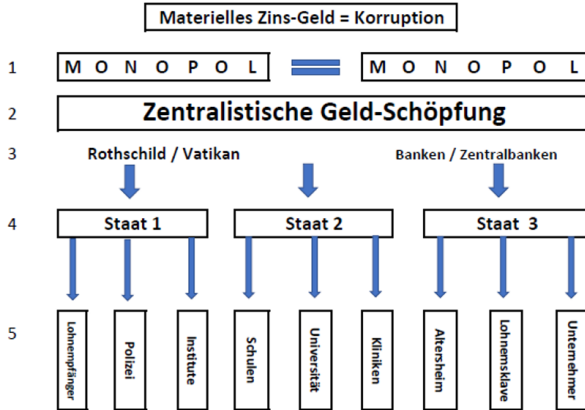 Materielles Zins-Geld = Korruption
1 M O N O P O L M O N O P O L
2 Zentralistische Geld-Schöpfung
3 Rothschild / Vatikan Banken / Zentralbanken
4 Staat 1 Staat 2 Staat 3
5
Lohnempfänger
Polizei
Institute
Schulen
Universität
Kliniken
Altersheim
Lohnemsklave
Unternehmer